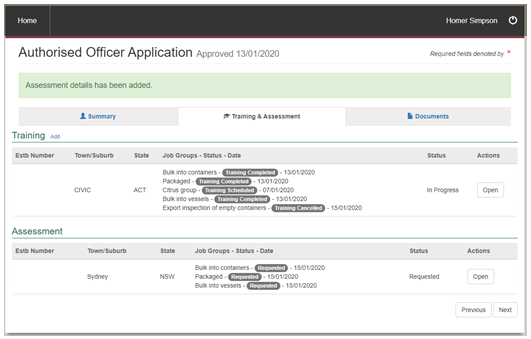 Home
Homer Simpson
Authorised Officer Application Approved 13/01/2020
Required fields denoted by *
Assessment details has been added.
Summary
Training & Assessment
Documents
Training Add
Estb Number Town/Suburb State Job Groups - Status - Date Status Actions
Bulk into containers - Training Completed - 13/01/2020
Packaged - Training Completed - 13/01/2020
CIVIC ACT Citrus group - Training Scheduled - 07/01/2020 In Progress Open
Bulk into vessels - Training Completed - 13/01/2020
Export inspection of empty containers - Training Cancelled - 15/01/2020
Assessment
Estb Number Town/Suburb State Job Groups - Status - Date Status Actions
Bulk into containers - Requested - 15/01/2020
Sydney NSW Packaged - Requested - 15/01/2020 Requested Open
Bulk into vessels - Requested - 15/01/2020
Previous Next